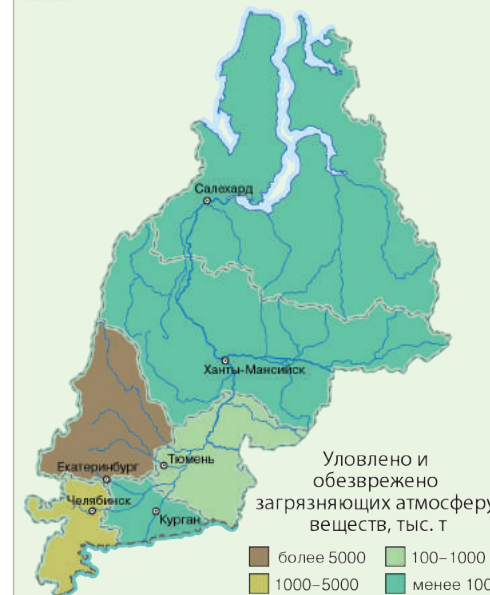 Салехард
Ханты-Мансийск
Тюмень
Екатеринбург
Челябинск
Курган
Уловлено и
обезврежено
загрязняющих атмосферу
веществ, тыс. т
более 5000
100–1000
1000–5000
менее 100